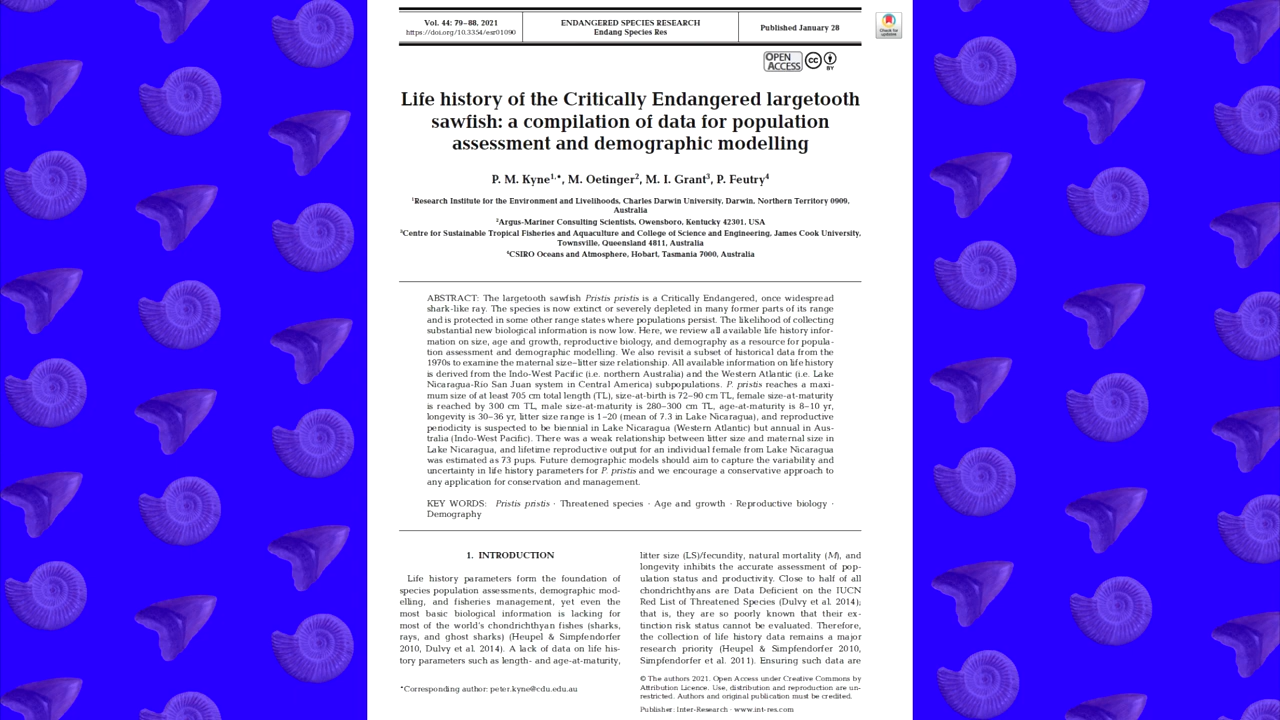 Vol. 44: 79–88, 2021
https://doi.org/10.3354/esr01090
ENDANGERED SPECIES RESEARCH
Endang Species Res
Published January 28
Check for updates
OPEN ACCESS
CC BY
Life history of the Critically Endangered largetooth
sawfish: a compilation of data for population
assessment and demographic modelling
P. M. Kyne1,*, M. Oetinger2, M. I. Grant3, P. Feutry4
1Research Institute for the Environment and Livelihoods, Charles Darwin University, Darwin, Northern Territory 0909,
Australia
2Argus-Mariner Consulting Scientists, Owensboro, Kentucky 42301, USA
3Centre for Sustainable Tropical Fisheries and Aquaculture and College of Science and Engineering, James Cook University,
Townsville, Queensland 4811, Australia
4CSIRO Oceans and Atmosphere, Hobart, Tasmania 7000, Australia
ABSTRACT: The largetooth sawfish Pristis pristis is a Critically Endangered, once widespread
shark-like ray. The species is now extinct or severely depleted in many former parts of its range
and is protected in some other range states where populations persist. The likelihood of collecting
substantial new biological information is now low. Here, we review all available life history infor-
mation on size, age and growth, reproductive biology, and demography as a resource for popula-
tion assessment and demographic modelling. We also revisit a subset of historical data from the
1970s to examine the maternal size–litter size relationship. All available information on life history
is derived from the Indo-West Pacific (i.e. northern Australia) and the Western Atlantic (i.e. Lake
Nicaragua-Río San Juan system in Central America) subpopulations. P. pristis reaches a maxi-
mum size of at least 705 cm total length (TL), size-at-birth is 72–90 cm TL, female size-at-maturity
is reached by 300 cm TL, male size-at-maturity is 280–300 cm TL, age-at-maturity is 8–10 yr,
longevity is 30–36 yr, litter size range is 1–20 (mean of 7.3 in Lake Nicaragua), and reproductive
periodicity is suspected to be biennial in Lake Nicaragua (Western Atlantic) but annual in Aus-
tralia (Indo-West Pacific). There was a weak relationship between litter size and maternal size in
Lake Nicaragua, and lifetime reproductive output for an individual female from Lake Nicaragua
was estimated as 73 pups. Future demographic models should aim to capture the variability and
uncertainty in life history parameters for P. pristis and we encourage a conservative approach to
any application for conservation and management.
KEY WORDS: Pristis pristis · Threatened species · Age and growth · Reproductive biology ·
Demography
1. INTRODUCTION
Life history parameters form the foundation of
species population assessments, demographic mod-
elling, and fisheries management, yet even the
most basic biological information is lacking for
most of the world's chondrichthyan fishes (sharks,
rays, and ghost sharks) (Heupel & Simpfendorfer
2010, Dulvy et al. 2014). A lack of data on life his-
tory parameters such as length- and age-at-maturity,
*Corresponding author: peter.kyne@cdu.edu.au
litter size (LS)/fecundity, natural mortality (M), and
longevity inhibits the accurate assessment of pop-
ulation status and productivity. Close to half of all
chondrichthyans are Data Deficient on the IUCN
Red List of Threatened Species (Dulvy et al. 2014);
that is, they are so poorly known that their ex-
tinction risk status cannot be evaluated. Therefore,
the collection of life history data remains a major
research priority (Heupel & Simpfendorfer 2010,
Simpfendorfer et al. 2011). Ensuring such data are
© The authors 2021. Open Access under Creative Commons by
Attribution Licence. Use, distribution and reproduction are un-
restricted. Authors and original publication must be credited.
Publisher: Inter-Research · www.int-res.com